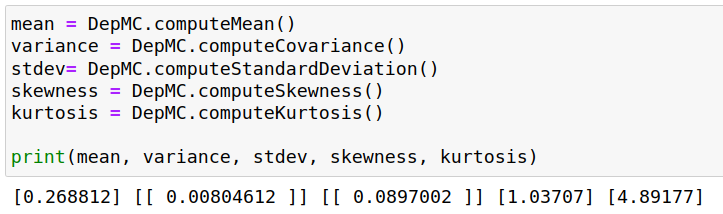 mean = DepMC.computeMean()
variance = DepMC.computeCovariance()
stdev= DepMC.computeStandardDeviation()
skewness = DepMC.computeSkewness()
kurtosis = DepMC.computeKurtosis()
print(mean, variance, stdev, skewness, kurtosis)
[0.268812] [[ 0.00804612 ]] [[ 0.0897002 ]] [1.03707] [4.89177]